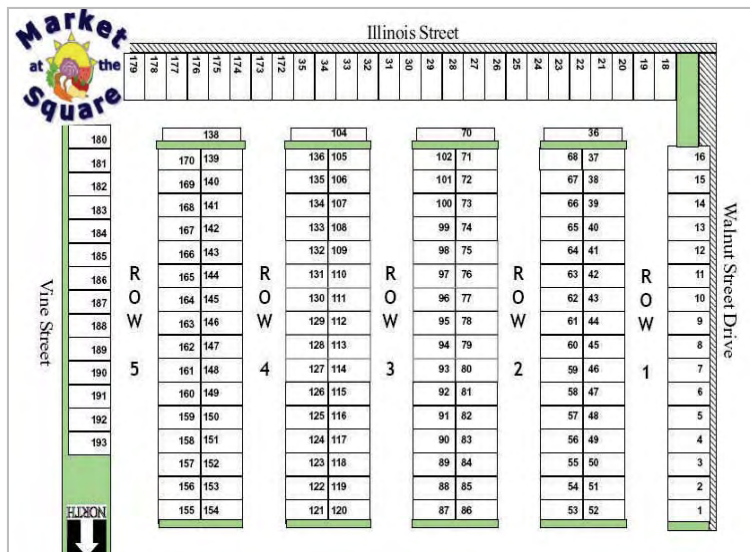 Market
at the
Square
Illinois Street
179 178 177 176 175 174 173 172 35 34 33 32 31 30 29 28 27 26 25 24 23 22 21 20 19 18
180 138 104 70 36
181 170 139 136 105 102 71 68 37 16
182 169 140 135 106 101 72 67 38 15
183 168 141 134 107 100 73 66 39 14
184 167 142 133 108 99 74 65 40 13
185 166 143 132 109 98 75 64 41 12
186 165 144 131 110 97 76 63 42 11
187 164 145 130 111 96 77 62 43 10
188 163 146 129 112 95 78 61 44 9
189 162 147 128 113 94 79 60 45 8
190 161 148 127 114 93 80 59 46 7
191 160 149 126 115 92 81 58 47 6
192 159 150 125 116 91 82 57 48 5
193 158 151 124 117 90 83 56 49 4
157 152 123 118 89 84 55 50 3
156 153 122 119 88 85 54 51 2
155 154 121 120 87 86 53 52 1
Vine Street
ROW 5
ROW 4
ROW 3
ROW 2
ROW 1
Walnut Street Drive
NORTH